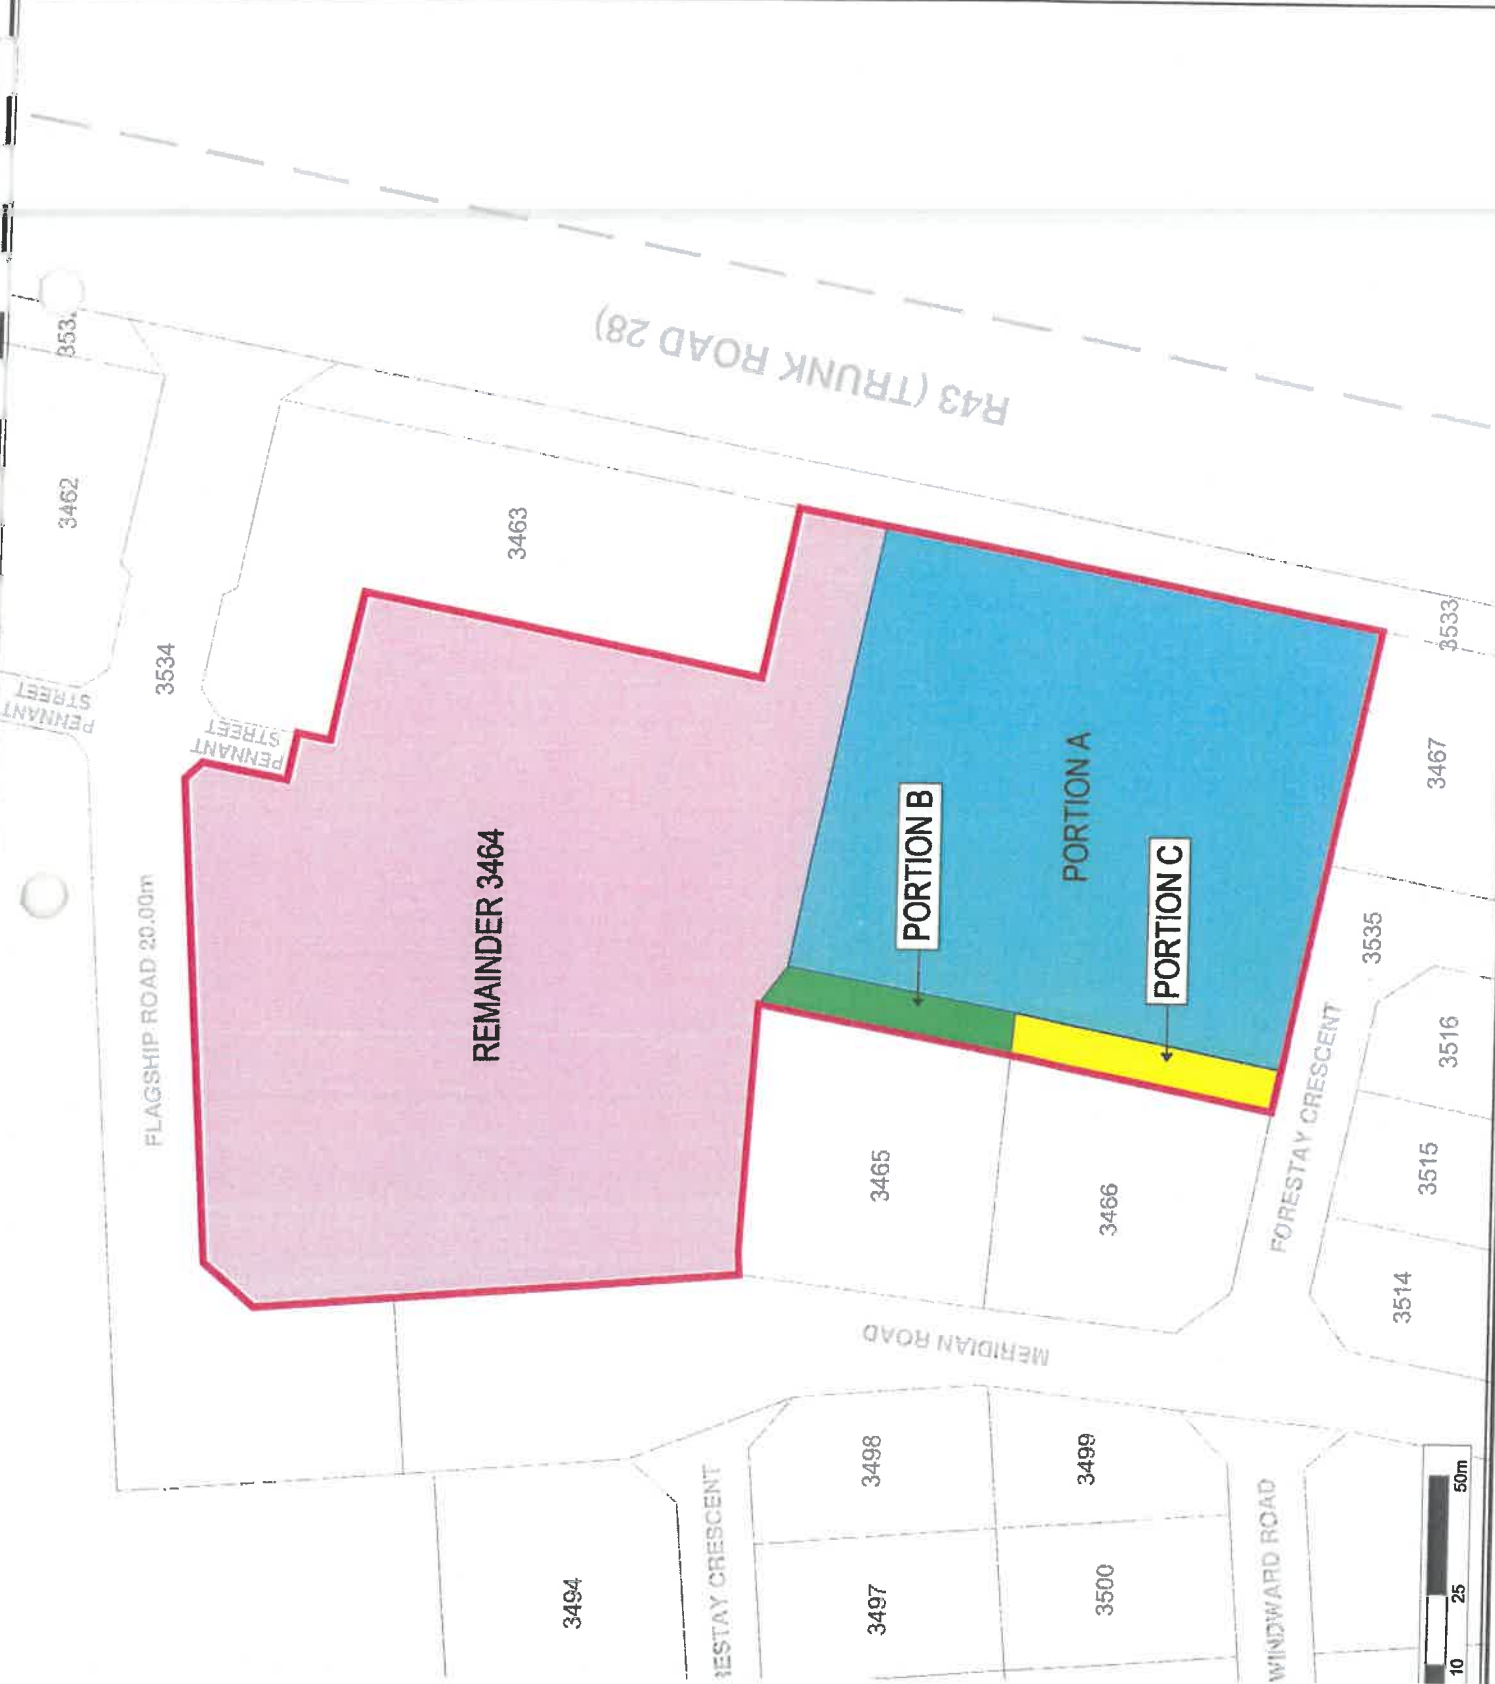 3462
3534
PENNANT
STREET
PENNANT
STREET
3463
R43 (TRUNK ROAD 28)
FLAGSHIP ROAD 20.00m
REMAINDER 3464
PORTION B
PORTION A
PORTION C
3533
3467
3535
3516
3515
3514
FORESTAY CRESCENT
3465
3466
MERIDIAN ROAD
3498
3499
3494
RESTAY CRESCENT
3497
3500
WINDWARD ROAD
10
25
50m